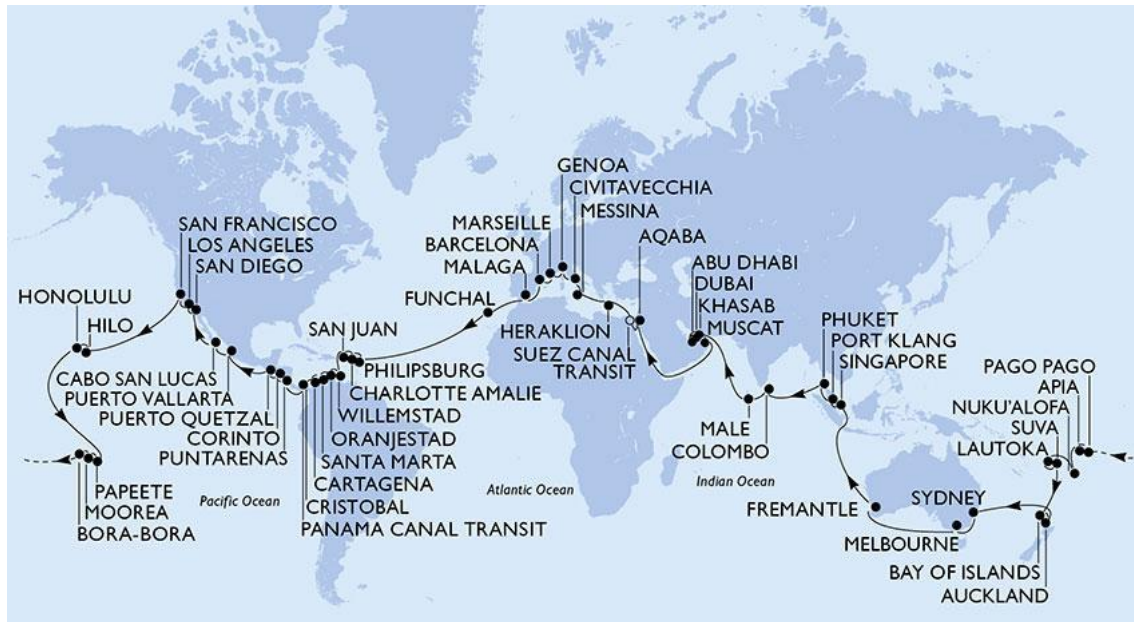 GENOA
CIVITAVECCHIA
MESSINA
MARSEILLE
BARCELONA
MALAGA
AQABA
SAN FRANCISCO
LOS ANGELES
SAN DIEGO
ABU DHABI
DUBAI
KHASAB
MUSCAT
HONOLULU
HILO
FUNCHAL
SAN JUAN
HERAKLION
SUEZ CANAL
TRANSIT
PHUKET
PORT KLANG
SINGAPORE
CABO SAN LUCAS
PUERTO VALLARTA
PUERTO QUETZAL
CORINTO
PUNTARENAS
PHILIPSBURG
CHARLOTTE AMALIE
WILLEMSTAD
ORANJESTAD
SANTA MARTA
CARTAGENA
CRISTOBAL
PANAMA CANAL TRANSIT
MALE
COLOMBO
PAGO PAGO
APIA
NUKU'ALOFA
SUVA
LAUTOKA
PAPEETE
MOOREA
BORA-BORA
Pacific Ocean
Atlantic Ocean
Indian Ocean
FREMANTLE
SYDNEY
MELBOURNE
BAY OF ISLANDS
AUCKLAND